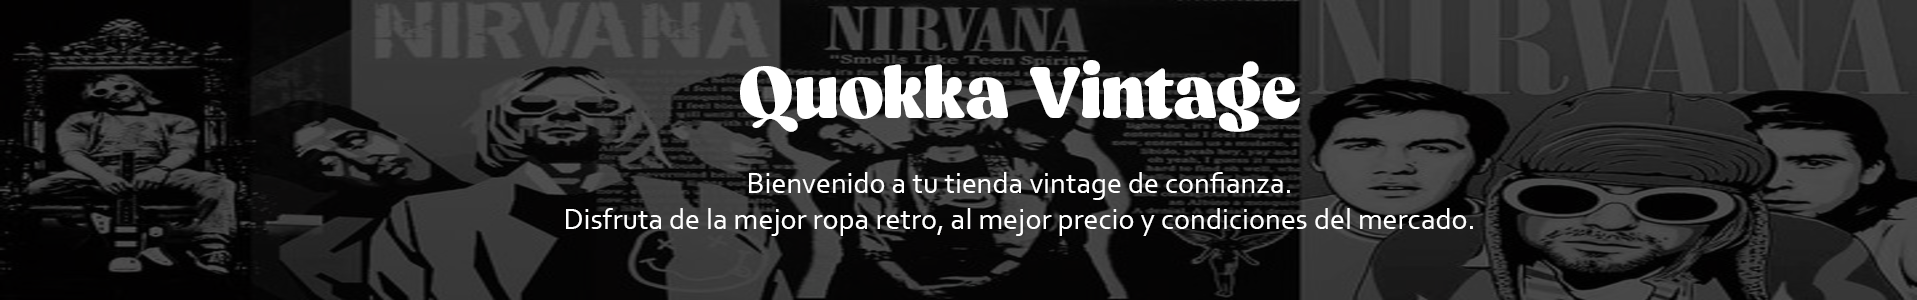 NIRVANA
NIRVANA
"Smells Like Teen Spirit"
NIRVANA
Quokka Vintage
Bienvenido a tu tienda vintage de confianza.
Disfruta de la mejor ropa retro, al mejor precio y condiciones del mercado.